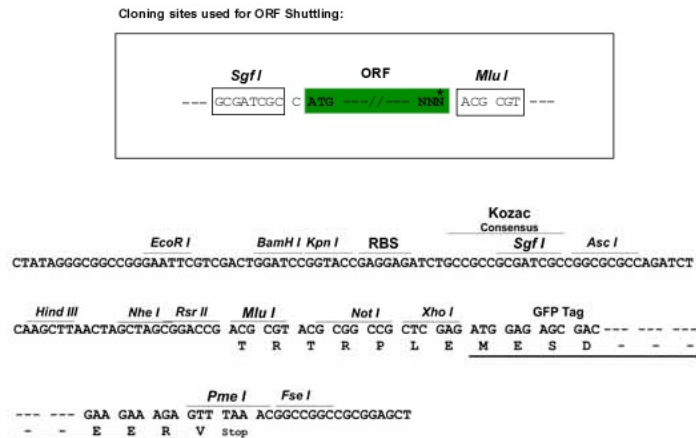 Cloning sites used for ORF Shuttling:
Sgf I ORF Mlu I
--- GCGATCGC C ATG ---//--- NNN* ACG CGT ---
Kozac
Consensus
EcoR I BamH I Kpn I RBS Sgf I Asc I
CTATAGGGCGGCCGGGAATTCGTCGACTGGATCCGGTACCGAGGAGATCTGCCGCCGCGATCGCCGGCGCGCCAGATCT
Hind III Nhe I Rsr II Mlu I Not I Xho I GFP Tag
CAAGCTTAACTAGCTAGCGGACCG ACG CGT ACG CGG CCG CTC GAG ATG GAG AGC GAC--- --- ---
T R T R P L E M E S D - - -
Pme I Fse I
--- --- GAA GAA AGA GTT TAA ACGGCCGGCCGCGGAGCT
- - E E R V Stop